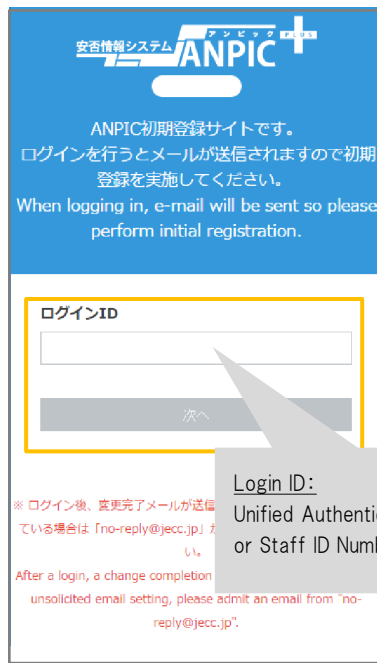 アンピック PLUS
安否情報システム ANPIC
ANPIC初期登録サイトです。
ログインを行うとメールが送信されますので初期
登録を実施してください。
When logging in, e-mail will be sent so please
perform initial registration.
ログインID
次へ
Login ID:
Unified
or Staff ID
※ ログイン後、変更完了メールが送信
ている場合は「no-reply@jecc.jp」
い。
After a login, a change completion
unsolicited email setting, please admit an email from "no-
reply@jecc.jp".